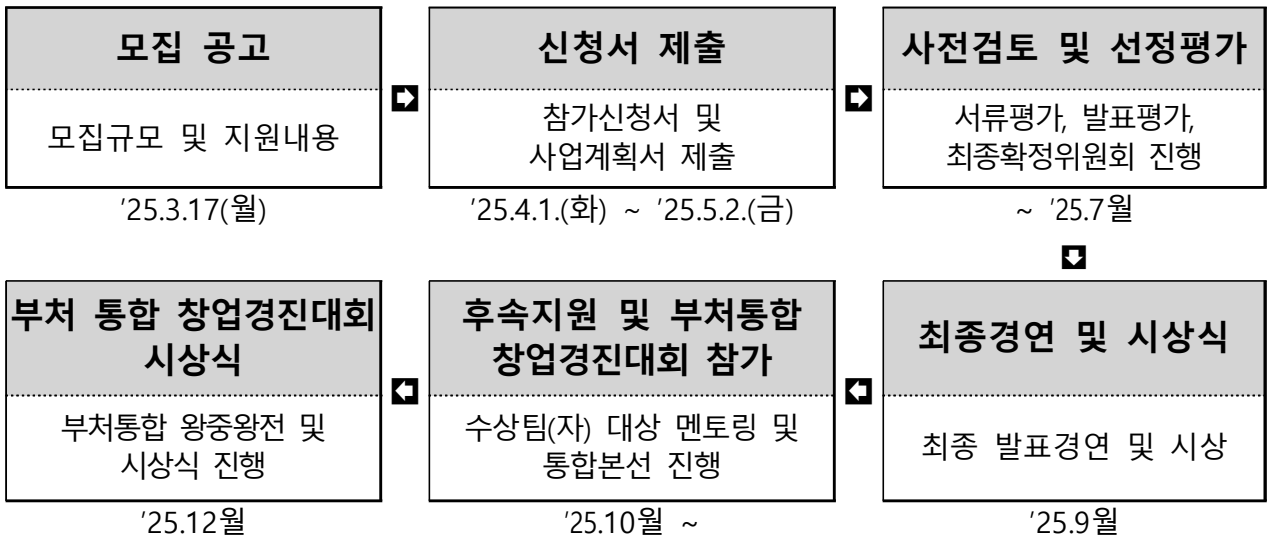 모집 공고
모집규모 및 지원내용
'25.3.17(월)
신청서 제출
참가신청서 및
사업계획서 제출
'25.4.1.(화) ~ '25.5.2.(금)
사전검토 및 선정평가
서류평가, 발표평가,
최종확정위원회 진행
~ '25.7월
최종경연 및 시상식
최종 발표경연 및 시상
'25.9월
후속지원 및 부처통합
창업경진대회 참가
수상팀(자) 대상 멘토링 및
통합본선 진행
'25.10월 ~
부처 통합 창업경진대회
시상식
부처통합 왕중왕전 및
시상식 진행
'25.12월